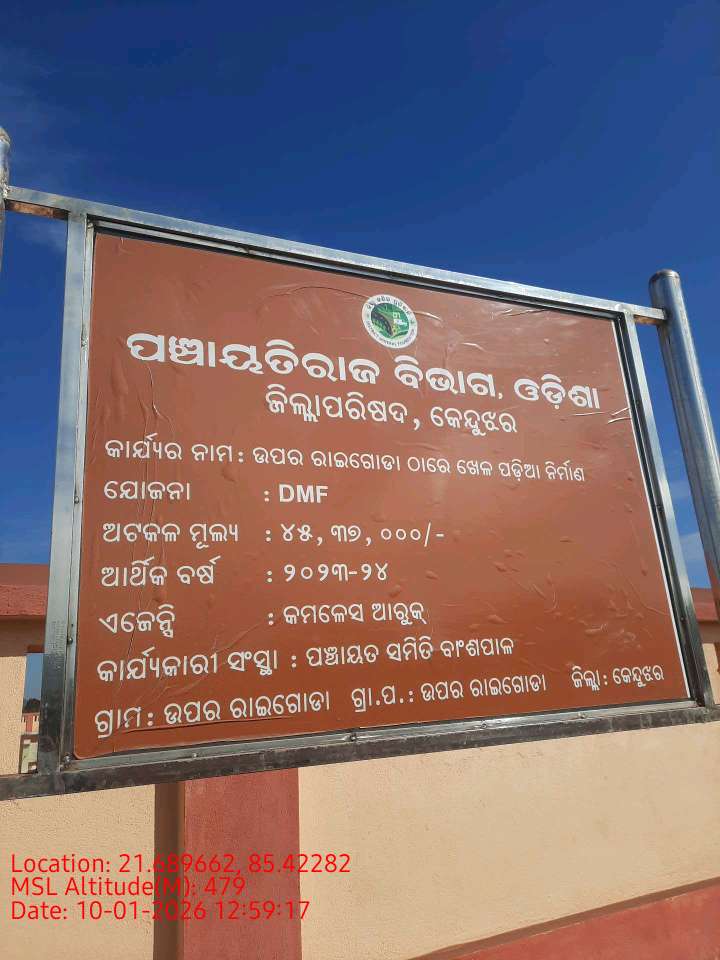 ପଞ୍ଚାୟତିରାଜ ବିଭାଗ, ଓଡ଼ିଶା
ଜିଲ୍ଲାପରିଷଦ, କେନ୍ଦୁଝର
କାର୍ଯ୍ୟର ନାମ : ଉପର ରାଇଗୋଡା ଠାରେ ଖେଳ ପଡ଼ିଆ ନିର୍ମାଣ
ଯୋଜନା : DMF
ଅଟକଳ ମୂଲ୍ୟ : ୪୫, ୩୭, ୦୦୦/-
ଆର୍ଥିକ ବର୍ଷ : ୨୦୨୩-୨୪
ଏଜେନ୍ସି : କମଳେସ ଆରୁକ୍
କାର୍ଯ୍ୟକାରୀ ସଂସ୍ଥା : ପଞ୍ଚାୟତ ସମିତି ବାଂଶପାଳ
ଗ୍ରାମ : ଉପର ରାଇଗୋଡା ଗ୍ରା.ପ. : ଉପର ରାଇଗୋଡା ଜିଲ୍ଲା : କେନ୍ଦୁଝର
Location: 21.689662, 85.42282
MSL Altitude(M): 479
Date: 10-01-2026 12:59:17